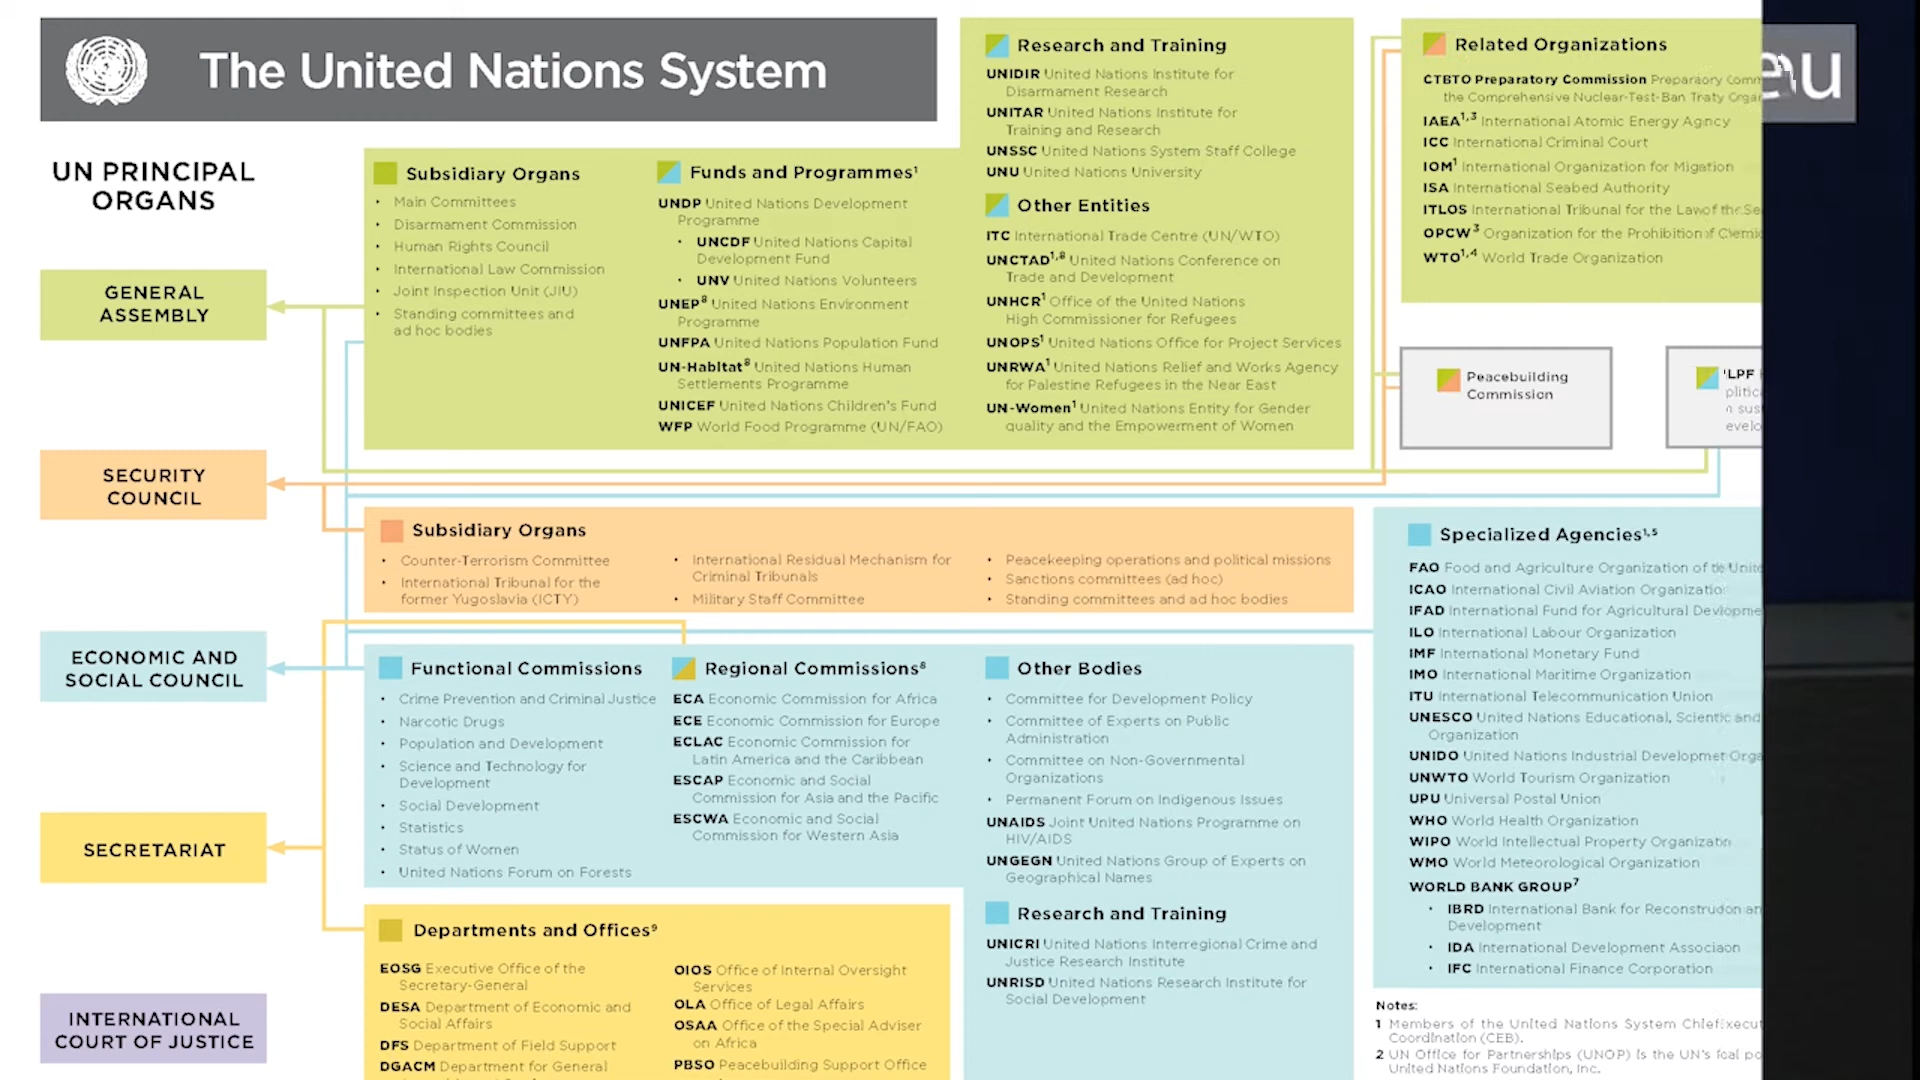 The United Nations System
eu
UN PRINCIPAL
ORGANS
GENERAL
ASSEMBLY
SECURITY
COUNCIL
ECONOMIC AND
SOCIAL COUNCIL
SECRETARIAT
INTERNATIONAL
COURT OF JUSTICE
Subsidiary Organs
• Main Committees
• Disarmament Commission
• Human Rights Council
• International Law Commission
• Joint Inspection Unit (JIU)
• Standing committees and
ad hoc bodies
Funds and Programmes¹
UNDP United Nations Development
Programme
• UNCDF United Nations Capital
Development Fund
• UNV United Nations Volunteers
UNEP⁸ United Nations Environment
Programme
UNFPA United Nations Population Fund
UN-Habitat⁸ United Nations Human
Settlements Programme
UNICEF United Nations Children's Fund
WFP World Food Programme (UN/FAO)
Research and Training
UNIDIR United Nations Institute for
Disarmament Research
UNITAR United Nations Institute for
Training and Research
UNSSC United Nations System Staff College
UNU United Nations University
Other Entities
ITC International Trade Centre (UN/WTO)
UNCTAD¹,⁸ United Nations Conference on
Trade and Development
UNHCR¹ Office of the United Nations
High Commissioner for Refugees
UNOPS¹ United Nations Office for Project Services
UNRWA¹ United Nations Relief and Works Agency
for Palestine Refugees in the Near East
UN-Women¹ United Nations Entity for Gender
quality and the Empowerment of Women
Related Organizations
CTBTO Preparatory Commission
the Comprehensive Nuclear-Test-Ban
IAEA¹,³ International Atomic Energy
ICC International Criminal Court
IOM¹ International Organization for
ISA International Seabed Authority
ITLOS International Tribunal for the
OPCW³ Organization for the Prohibition
WTO¹,⁴ World Trade Organization
Peacebuilding
Commission
LPF
Subsidiary Organs
• Counter-Terrorism Committee
• International Tribunal for the
former Yugoslavia (ICTY)
• International Residual Mechanism for
Criminal Tribunals
• Military Staff Committee
• Peacekeeping operations and political missions
• Sanctions committees (ad hoc)
• Standing committees and ad hoc bodies
Functional Commissions
• Crime Prevention and Criminal Justice
• Narcotic Drugs
• Population and Development
• Science and Technology for
Development
• Social Development
• Statistics
• Status of Women
• United Nations Forum on Forests
Regional Commissions⁸
ECA Economic Commission for Africa
ECE Economic Commission for Europe
ECLAC Economic Commission for
Latin America and the Caribbean
ESCAP Economic and Social
Commission for Asia and the Pacific
ESCWA Economic and Social
Commission for Western Asia
Other Bodies
• Committee for Development Policy
• Committee of Experts on Public
Administration
• Committee on Non-Governmental
Organizations
• Permanent Forum on Indigenous Issues
UNAIDS Joint United Nations Programme on
HIV/AIDS
UNGEGN United Nations Group of Experts on
Geographical Names
Research and Training
UNICRI United Nations Interregional Crime and
Justice Research Institute
UNRISD United Nations Research Institute for
Social Development
Specialized Agencies¹,⁵
FAO Food and Agriculture Organization of
ICAO International Civil Aviation
IFAD International Fund for Agricultural
ILO International Labour Organization
IMF International Monetary Fund
IMO International Maritime Organization
ITU International Telecommunication Union
UNESCO United Nations Educational,
Organization
UNIDO United Nations Industrial
UNWTO World Tourism Organization
UPU Universal Postal Union
WHO World Health Organization
WIPO World Intellectual Property
WMO World Meteorological Organization
WORLD BANK GROUP⁷
• IBRD International Bank for
Development
• IDA International Development
• IFC International Finance Corporation
Departments and Offices⁹
EOSG Executive Office of the
Secretary-General
DESA Department of Economic and
Social Affairs
DFS Department of Field Support
DGACM Department for General
OIOS Office of Internal Oversight
Services
OLA Office of Legal Affairs
OSAA Office of the Special Adviser
on Africa
PBSO Peacebuilding Support Office
Notes:
1 Members of the United Nations System
Coordination (CEB).
2 UN Office for Partnerships (UNOP) is the UN's
United Nations Foundation, Inc.